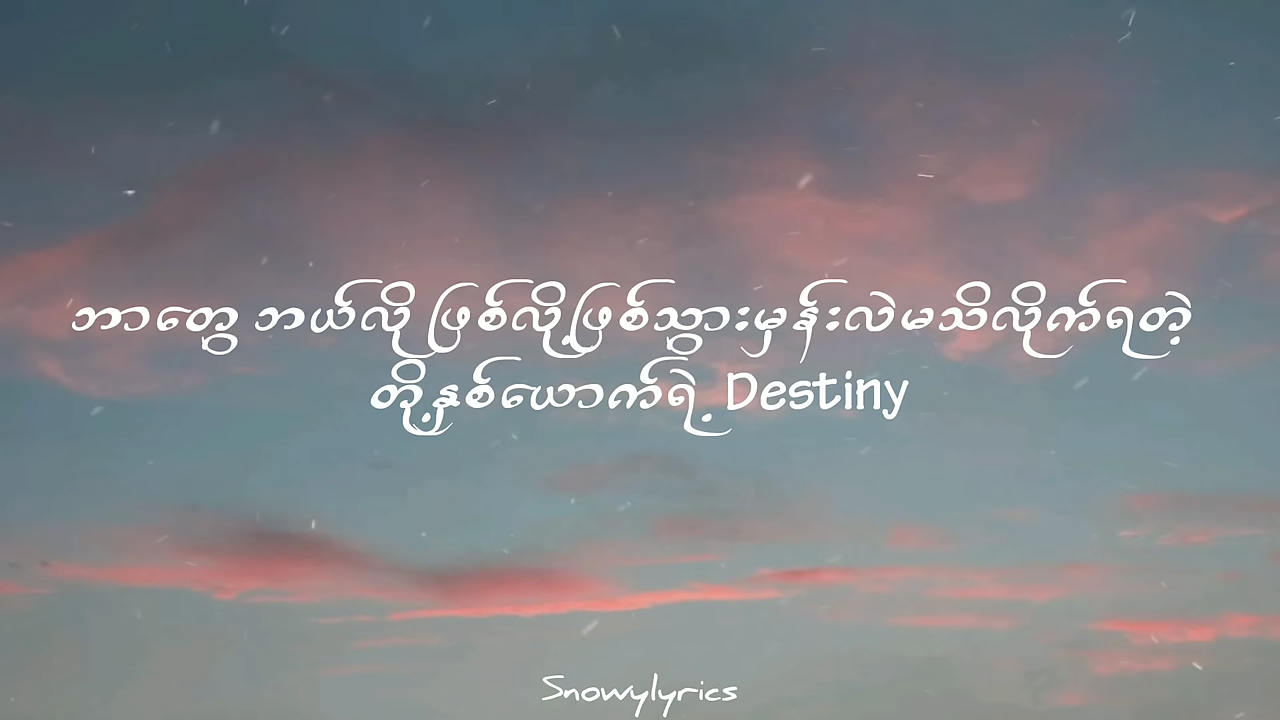 ဘာတွေ ဘယ်လို ဖြစ်လို့ဖြစ်သွားမှန်းလဲမသိလိုက်ရတဲ့
တို့နှစ်ယောက်ရဲ့ Destiny
Snowylyrics